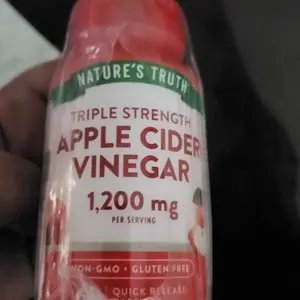 NATURE'S TRUTH
TRIPLE STRENGTH
APPLE CIDER
VINEGAR
1,200 mg
PER SERVING
NON-GMO • GLUTEN FREE
QUICK RELEASE